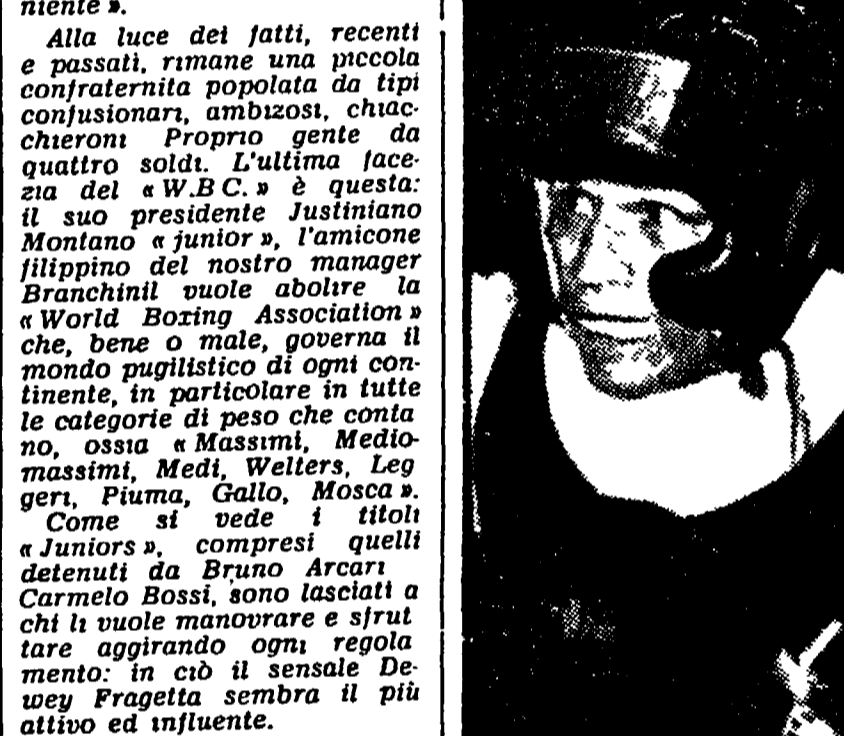 niente ».
Alla luce dei fatti, recenti
e passati, rimane una piccola
confraternita popolata da tipi
confusionari, ambizosi, chiac-
chieroni Proprio gente da
quattro soldi. L'ultima face-
zia del « W.B C. » è questa:
il suo presidente Justiniano
Montano « junior », l'amicone
filippino del nostro manager
Branchinil vuole abolire la
« World Boxing Association »
che, bene o male, governa il
mondo pugilistico di ogni con-
tinente, in particolare in tutte
le categorie di peso che conta
no, ossia « Massimi, Medio-
massimi, Medi, Welters, Leg
geri, Piuma, Gallo, Mosca ».
Come si vede i titoli
« Juniors », compresi quelli
detenuti da Bruno Arcari
Carmelo Bossi, sono lasciati a
chi li vuole manovrare e sfrut
tare aggirando ogni regola
mento: in ciò il sensale De-
wey Fragetta sembra il più
attivo ed influente.